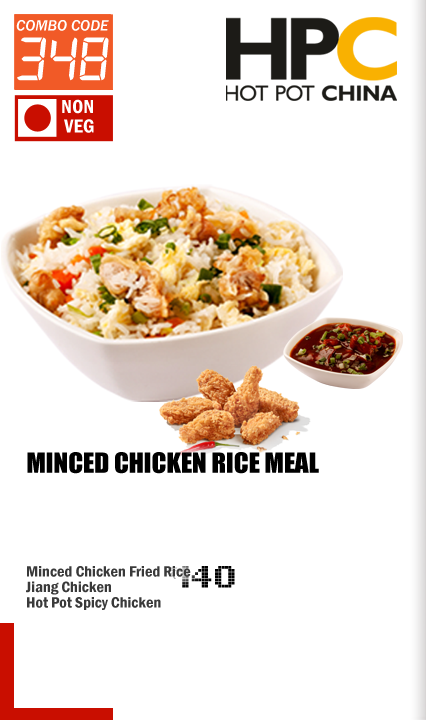 COMBO CODE
348
NON
VEG
HPC
HOT POT CHINA
MINCED CHICKEN RICE MEAL
Minced Chicken Fried Rice
140
Jiang Chicken
Hot Pot Spicy Chicken